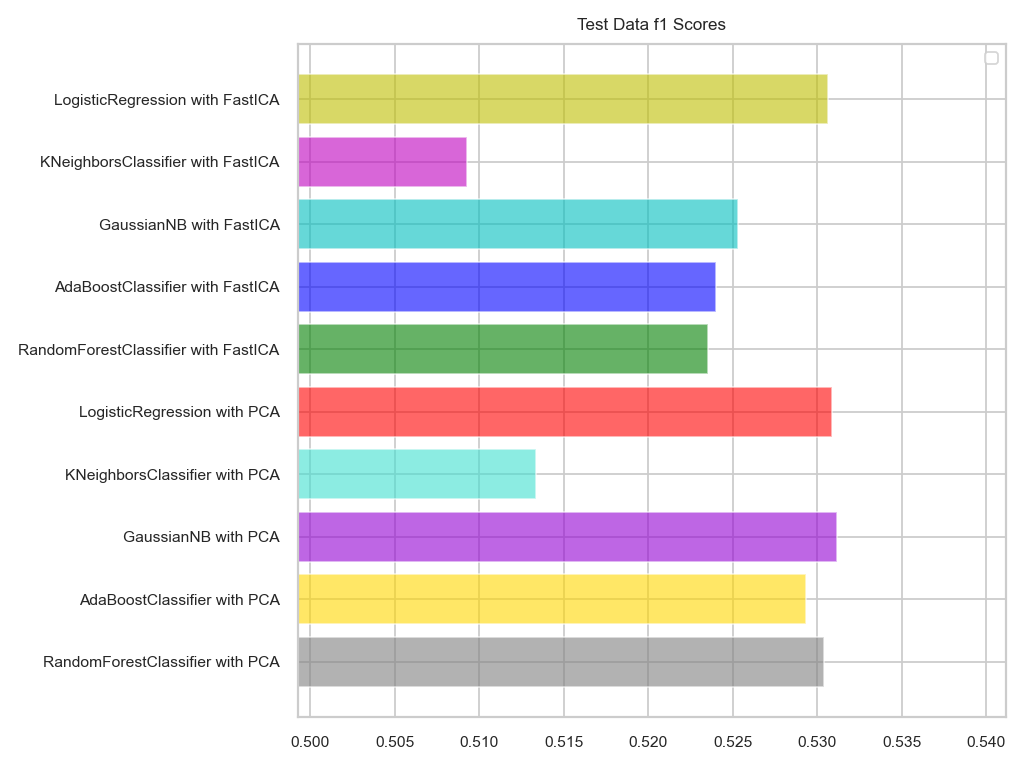 Test Data f1 Scores
LogisticRegression with FastICA
KNeighborsClassifier with FastICA
GaussianNB with FastICA
AdaBoostClassifier with FastICA
RandomForestClassifier with FastICA
LogisticRegression with PCA
KNeighborsClassifier with PCA
GaussianNB with PCA
AdaBoostClassifier with PCA
RandomForestClassifier with PCA
0.500 0.505 0.510 0.515 0.520 0.525 0.530 0.535 0.540